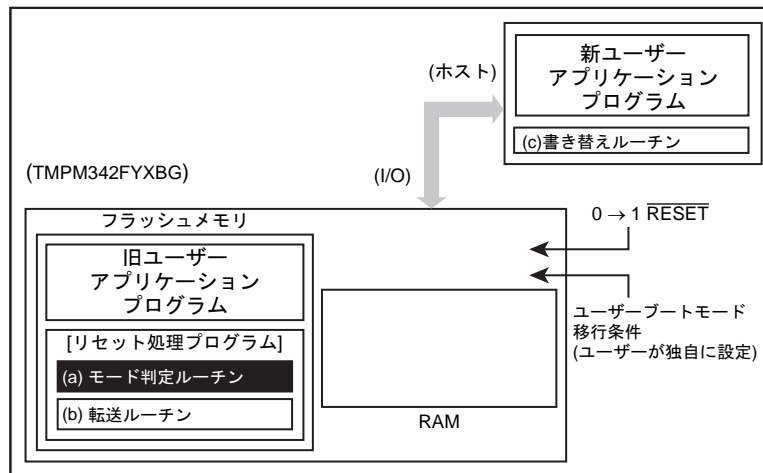 新ユーザー
アプリケーション
プログラム
(ホスト)
(c)書き替えルーチン
(TMPM342FYXBG)
(I/O)
フラッシュメモリ
0 → 1 RESET
旧ユーザー
アプリケーション
プログラム
ユーザーブートモード
移行条件
(ユーザーが独自に設定)
[リセット処理プログラム]
(a) モード判定ルーチン
(b) 転送ルーチン
RAM